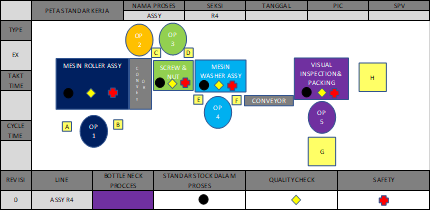 PETA STANDAR KERJA
NAMA PROSES
SEKSI
TANGGAL
PIC
SPV
ASSY
R4
TYPE
EX
TAKT TIME
CYCLE TIME
OP 2
OP 3
C
D
MESIN ROLLER ASSY
CONVEYOR
SCREW & NUT
MESIN WASHER ASSY
VISUAL INSPECTION& PACKING
H
E
F
CONVEYOR
A
B
OP 1
OP 4
OP 5
G
REVISI
LINE
BOTTLE NECK PROCCES
STANDAR STOCK DALAM PROSES
QUALITY CHECK
SAFETY
0
ASSY R4